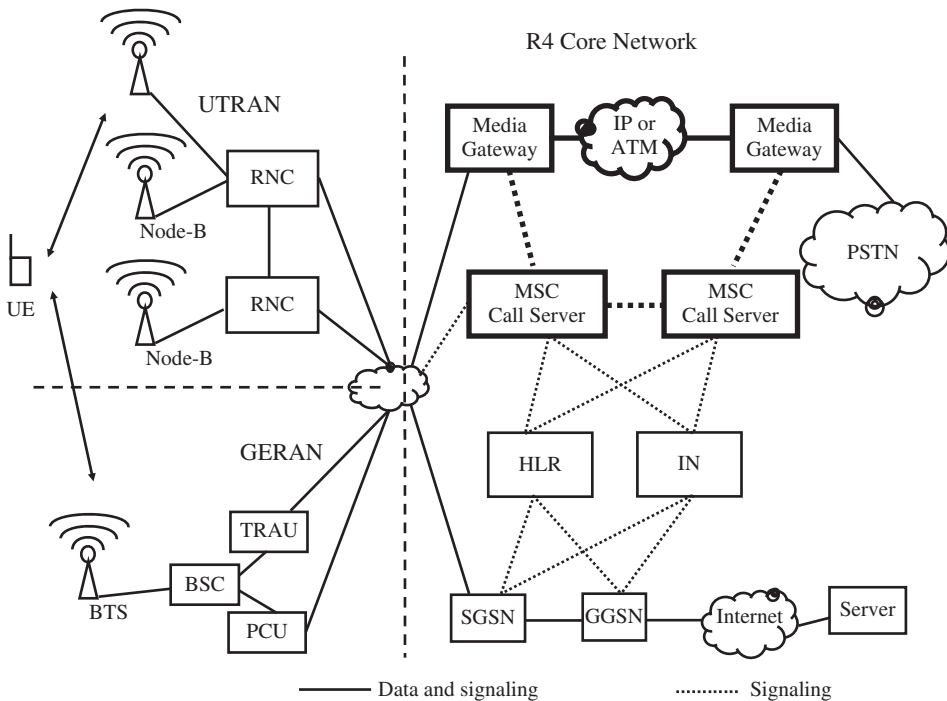 R4 Core Network
UTRAN
Media
Gateway
IP or
ATM
Media
Gateway
RNC
Node-B
PSTN
UE
RNC
MSC
Call Server
MSC
Call Server
Node-B
GERAN
HLR
IN
TRAU
BSC
BTS
PCU
SGSN
GGSN
Internet
Server
Data and signaling
Signaling